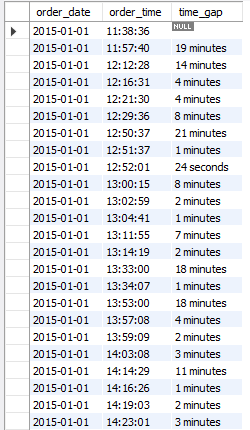 order_date order_time time_gap
2015-01-01 11:38:36 NULL
2015-01-01 11:57:40 19 minutes
2015-01-01 12:12:28 14 minutes
2015-01-01 12:16:31 4 minutes
2015-01-01 12:21:30 4 minutes
2015-01-01 12:29:36 8 minutes
2015-01-01 12:50:37 21 minutes
2015-01-01 12:51:37 1 minutes
2015-01-01 12:52:01 24 seconds
2015-01-01 13:00:15 8 minutes
2015-01-01 13:02:59 2 minutes
2015-01-01 13:04:41 1 minutes
2015-01-01 13:11:55 7 minutes
2015-01-01 13:14:19 2 minutes
2015-01-01 13:33:00 18 minutes
2015-01-01 13:34:07 1 minutes
2015-01-01 13:53:00 18 minutes
2015-01-01 13:57:08 4 minutes
2015-01-01 13:59:09 2 minutes
2015-01-01 14:03:08 3 minutes
2015-01-01 14:14:29 11 minutes
2015-01-01 14:16:26 1 minutes
2015-01-01 14:19:03 2 minutes
2015-01-01 14:23:01 3 minutes